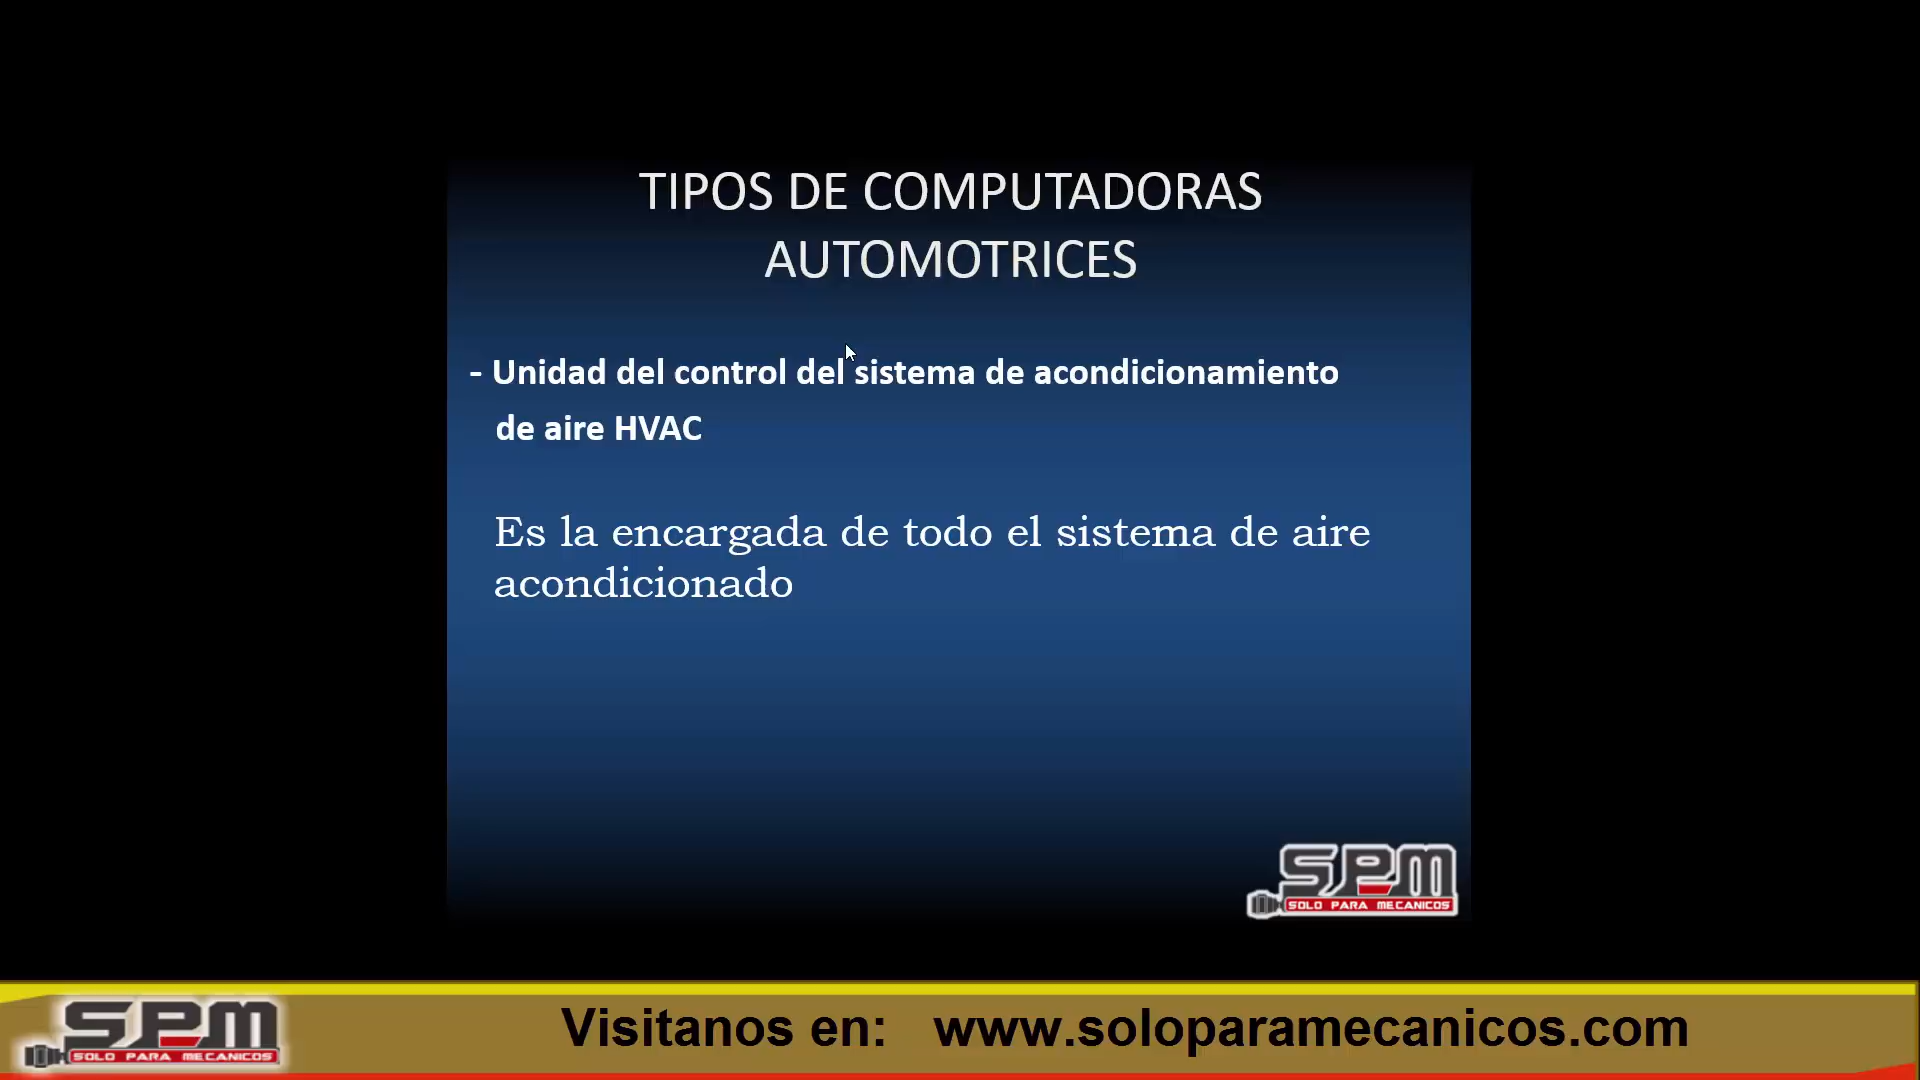 TIPOS DE COMPUTADORAS
AUTOMOTRICES
- Unidad del control del sistema de acondicionamiento
de aire HVAC
Es la encargada de todo el sistema de aire
acondicionado
SPM
SOLO PARA MECANICOS
SPM
SOLO PARA MECANICOS
Visitanos en: www.soloparamecanicos.com